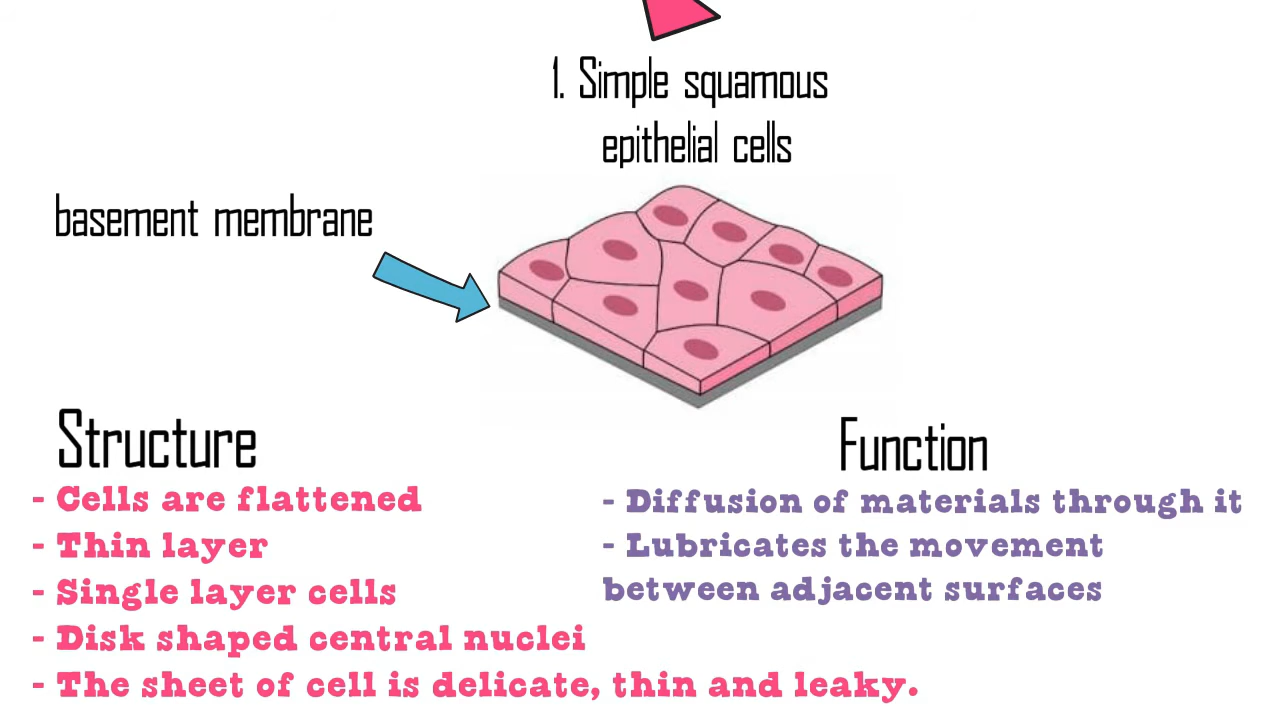 1. Simple squamous
epithelial cells
basement membrane
Structure
- Cells are flattened
- Thin layer
- Single layer cells
- Disk shaped central nuclei
- The sheet of cell is delicate, thin and leaky.
Function
- Diffusion of materials through it
- Lubricates the movement
between adjacent surfaces